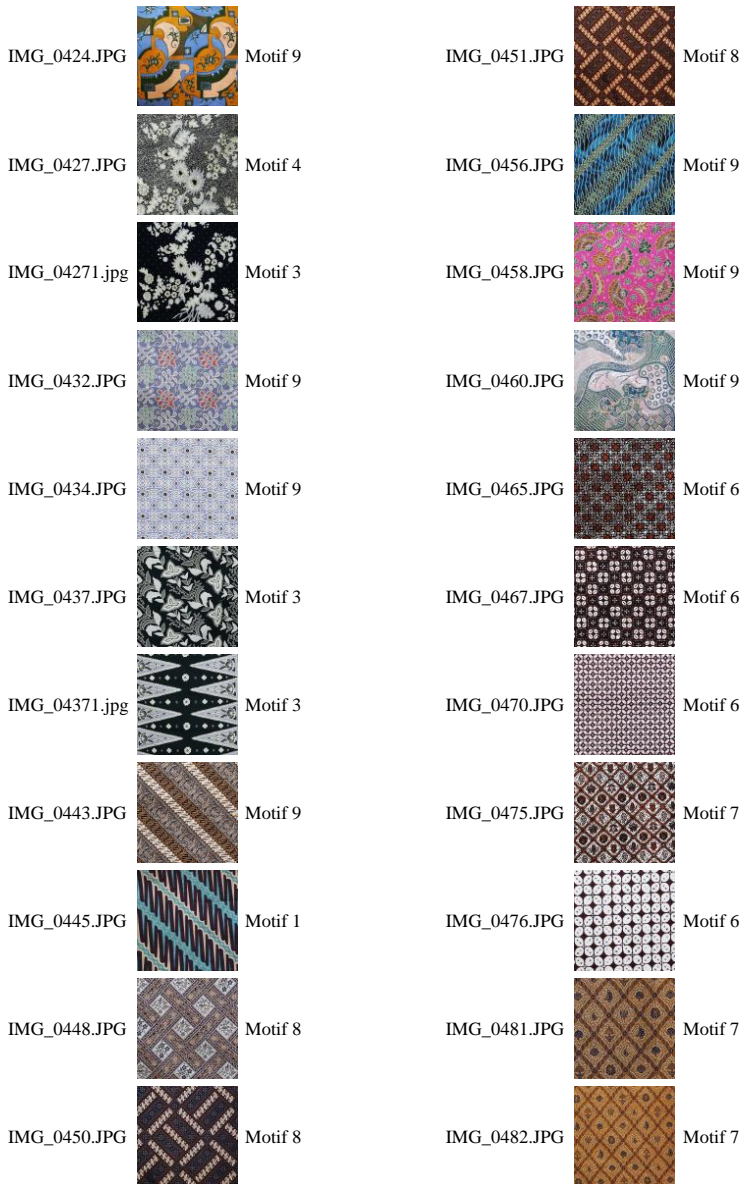 IMG_0424.JPG Motif 9
IMG_0427.JPG Motif 4
IMG_04271.jpg Motif 3
IMG_0432.JPG Motif 9
IMG_0434.JPG Motif 9
IMG_0437.JPG Motif 3
IMG_04371.jpg Motif 3
IMG_0443.JPG Motif 9
IMG_0445.JPG Motif 1
IMG_0448.JPG Motif 8
IMG_0450.JPG Motif 8
IMG_0451.JPG Motif 8
IMG_0456.JPG Motif 9
IMG_0458.JPG Motif 9
IMG_0460.JPG Motif 9
IMG_0465.JPG Motif 6
IMG_0467.JPG Motif 6
IMG_0470.JPG Motif 6
IMG_0475.JPG Motif 7
IMG_0476.JPG Motif 6
IMG_0481.JPG Motif 7
IMG_0482.JPG Motif 7